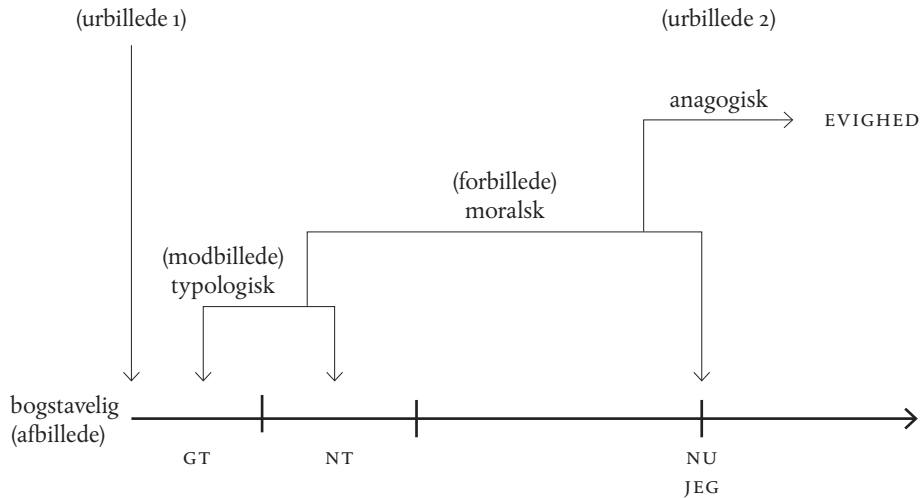 (urbillede 1)
(urbillede 2)
anagogisk
EVIGHED
(forbillede)
moralsk
(modbillede)
typologisk
bogstavelig
(afbillede)
GT
NT
NU
JEG